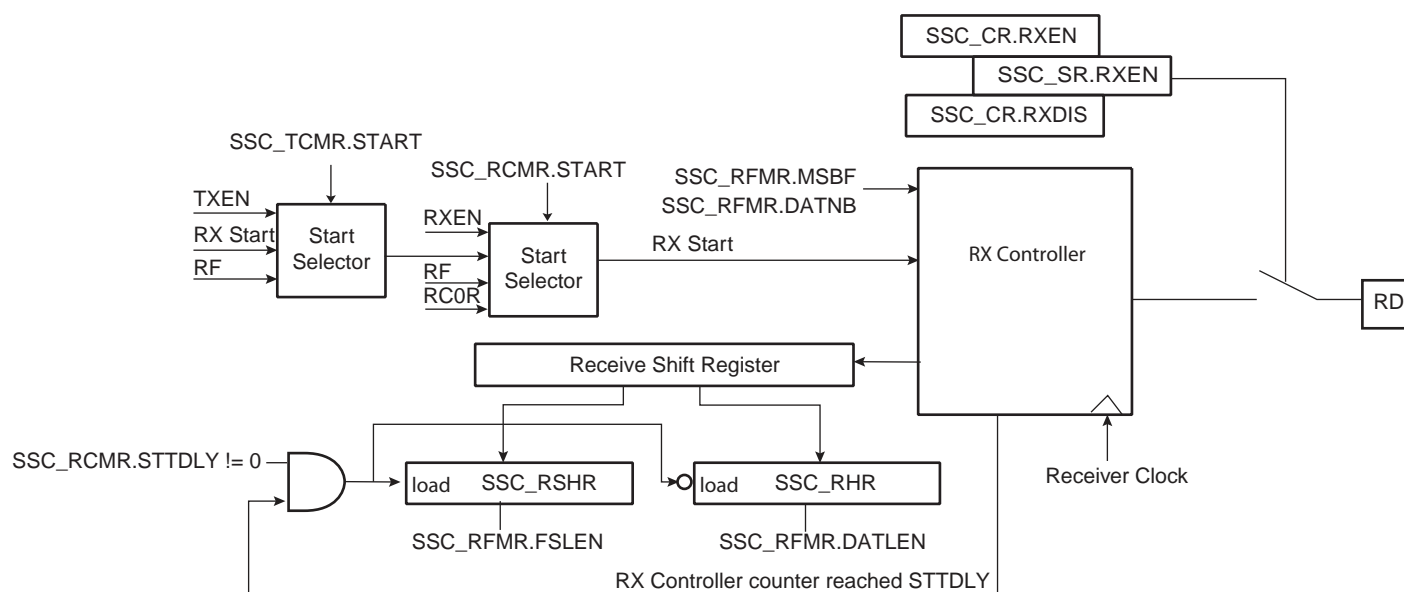 SSC_CR.RXEN
SSC_SR.RXEN
SSC_CR.RXDIS
SSC_TCMR.START
SSC_RCMR.START
SSC_RFMR.MSBF
SSC_RFMR.DATNB
TXEN
RX Start
RF
Start
Selector
RXEN
RF
RC0R
Start
Selector
RX Start
RX Controller
RD
Receive Shift Register
SSC_RCMR.STTDLY != 0
load
SSC_RSHR
load
SSC_RHR
Receiver Clock
SSC_RFMR.FSLEN
SSC_RFMR.DATLEN
RX Controller counter reached STTDLY